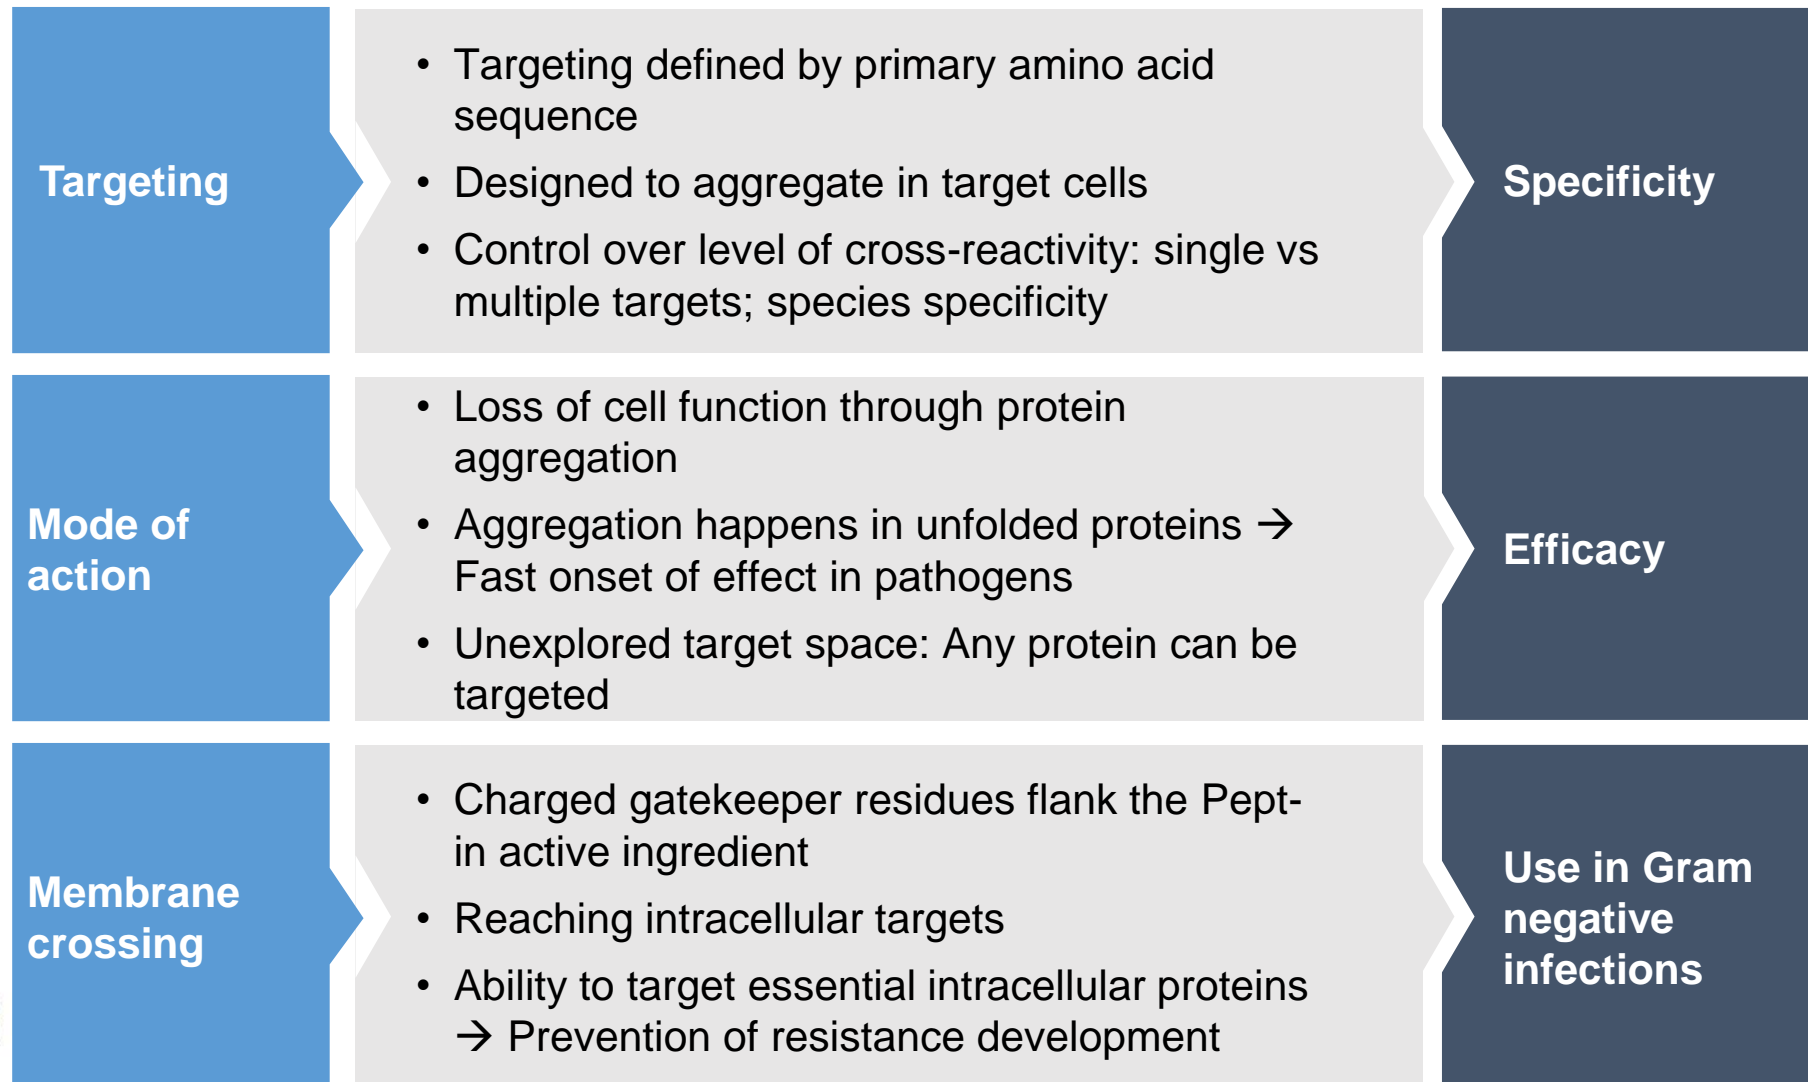 Targeting
• Targeting defined by primary amino acid
sequence
• Designed to aggregate in target cells
• Control over level of cross-reactivity: single vs
multiple targets; species specificity
Specificity
Mode of
action
• Loss of cell function through protein
aggregation
• Aggregation happens in unfolded proteins →
Fast onset of effect in pathogens
• Unexplored target space: Any protein can be
targeted
Efficacy
Membrane
crossing
• Charged gatekeeper residues flank the Pept-
in active ingredient
• Reaching intracellular targets
• Ability to target essential intracellular proteins
→ Prevention of resistance development
Use in Gram
negative
infections